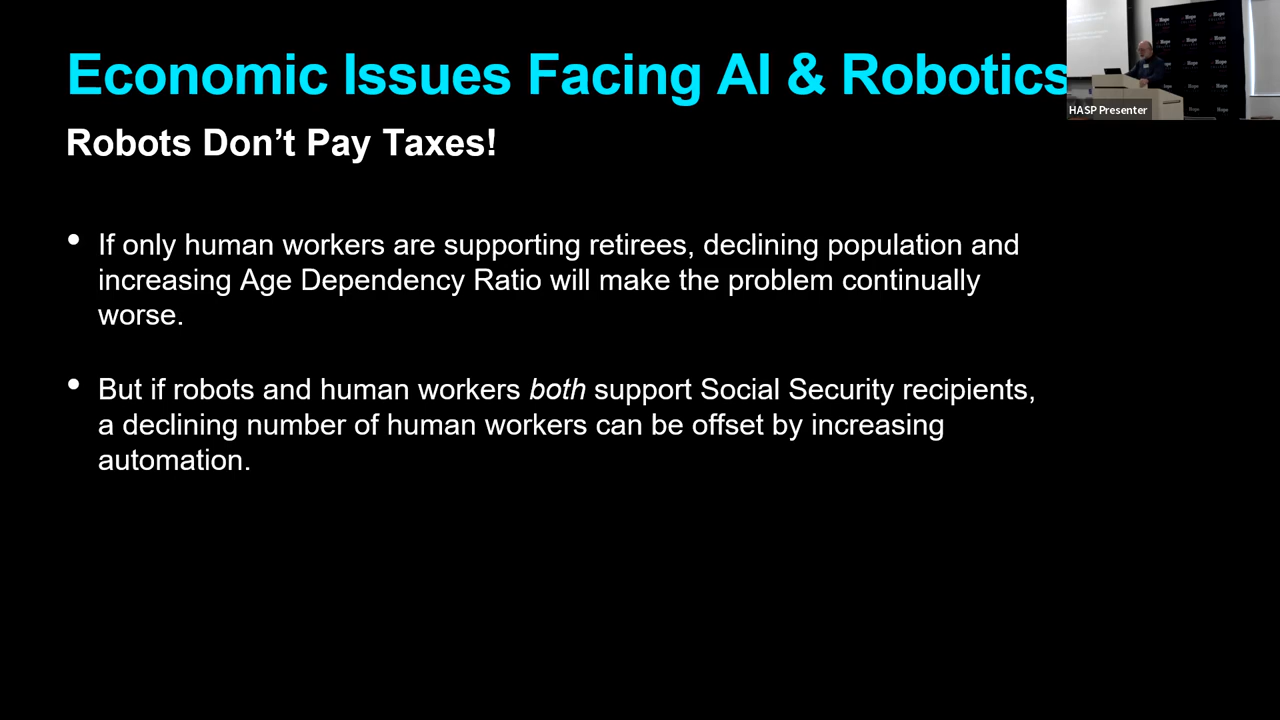 Economic Issues Facing AI & Robotics
Robots Don’t Pay Taxes!
• If only human workers are supporting retirees, declining population and
increasing Age Dependency Ratio will make the problem continually
worse.
• But if robots and human workers both support Social Security recipients,
a declining number of human workers can be offset by increasing
automation.
HASP Presenter
Hope